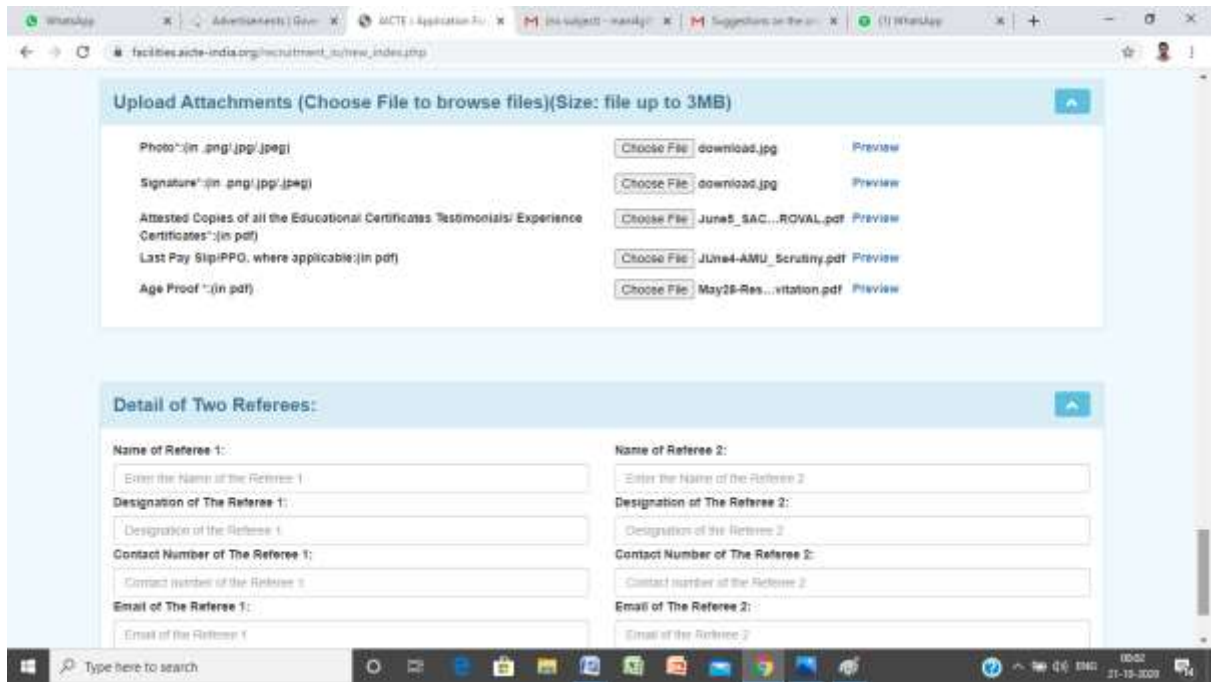 WhatsApp
Advertisements | Gove
AICTE : Application Fo
(no subject) -
Suggestions on the
(1) WhatsApp
facilities.aicte-india.org/recruitment_ro/new_index.php
Upload Attachments (Choose File to browse files)(Size: file up to 3MB)
Photo*:(in .png/.jpg/.jpeg) Choose File download.jpg Preview
Signature*:(in .png/.jpg/.jpeg) Choose File download.jpg Preview
Attested Copies of all the Educational Certificates Testimonials/ Experience Choose File June5_SAC...ROVAL.pdf Preview
Certificates*:(in pdf)
Last Pay Slip/PPO, where applicable:(in pdf) Choose File JUne4-AMU_Scrutiny.pdf Preview
Age Proof *:(in pdf) Choose File May28-Res...vitation.pdf Preview
Detail of Two Referees:
Name of Referee 1: Name of Referee 2:
Enter the Name of the Referee 1 Enter the Name of the Referee 2
Designation of The Referee 1: Designation of The Referee 2:
Designation of the Referee 1 Designation of the Referee 2
Contact Number of The Referee 1: Contact Number of The Referee 2:
Contact number of the Referee 1 Contact number of the Referee 2
Email of The Referee 1: Email of The Referee 2:
Email of the Referee 1 Email of the Referee 2
Type here to search
ENG
00:02
21-10-2020